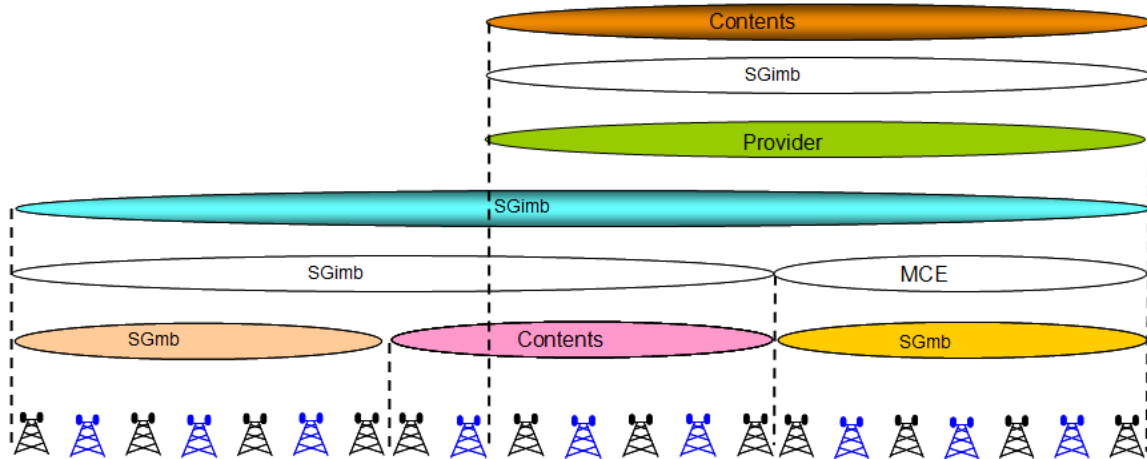 Contents
SGimb
Provider
SGimb
SGimb
MCE
SGmb
Contents
SGmb